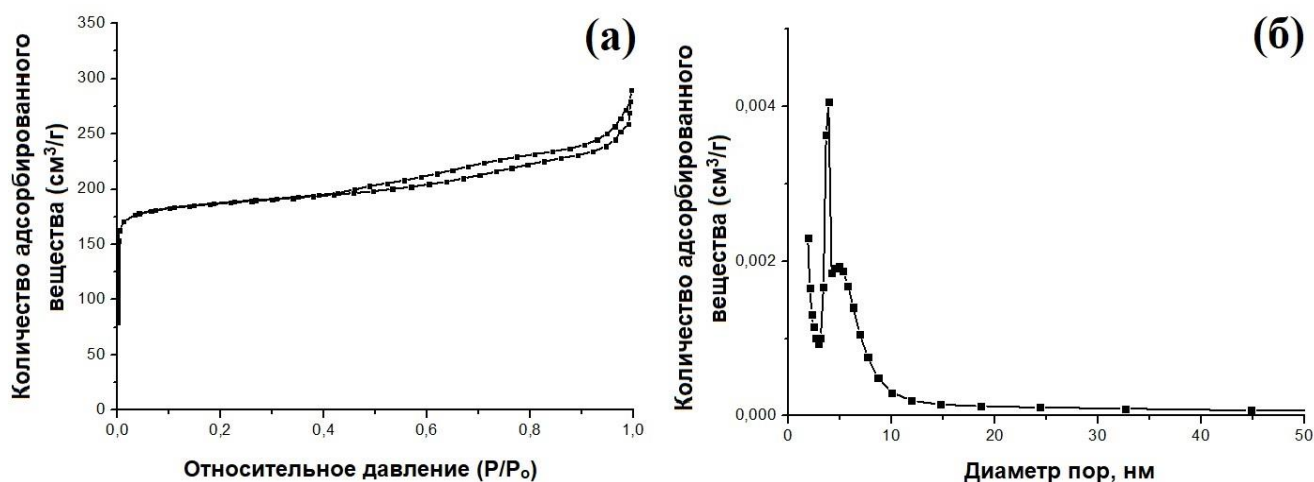 (а)
Количество адсорбированного
вещества (см³/г)
350
300
250
200
150
100
50
0
0,0
0,2
0,4
0,6
0,8
1,0
Относительное давление (P/Pₒ)
(б)
Количество адсорбированного
вещества (см³/г)
0,004
0,002
0,000
0
10
20
30
40
50
Диаметр пор, нм